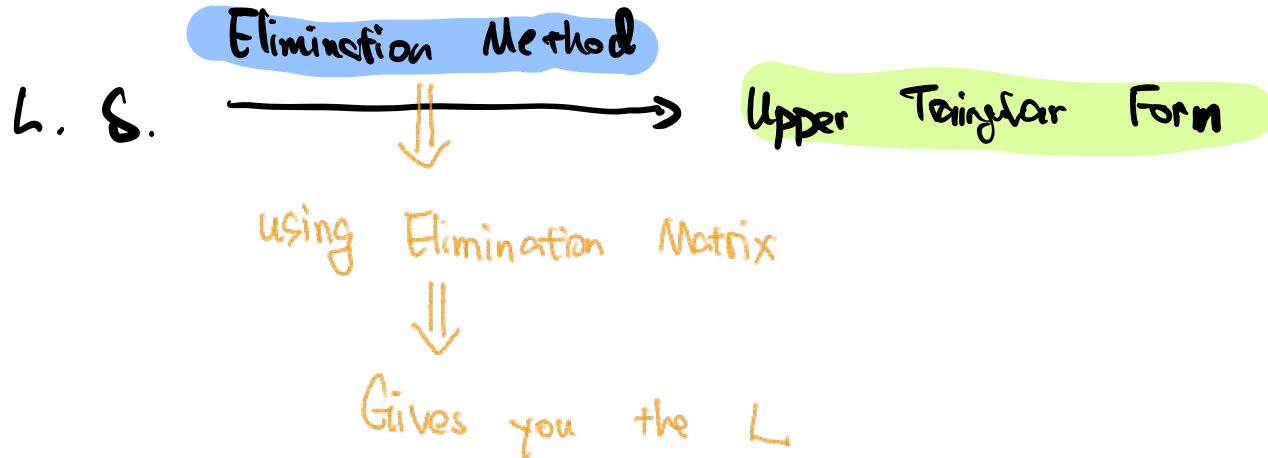 Elimination Method
L. S. Upper Traingular Form
using Elimination Matrix
Gives you the L